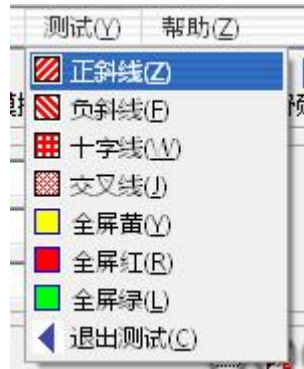 测试(Y) 帮助(Z)
正斜线(Z)
负斜线(F)
十字线(W)
交叉线(J)
全屏黄(Y)
全屏红(R)
全屏绿(L)
退出测试(C)